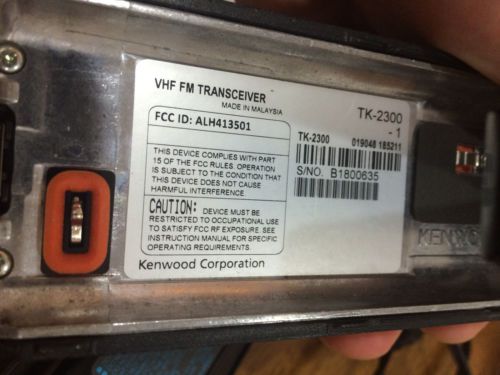 VHF FM TRANSCEIVER
MADE IN MALAYSIA
TK-2300
-1
FCC ID: ALH413501
TK-2300 019048 185211
S/NO. B1800635
THIS DEVICE COMPLIES WITH PART
15 OF THE FCC RULES. OPERATION
IS SUBJECT TO THE CONDITION THAT
THIS DEVICE DOES NOT CAUSE
HARMFUL INTERFERENCE.
CAUTION: DEVICE MUST BE
RESTRICTED TO OCCUPATIONAL USE
TO SATISFY FCC RF EXPOSURE. SEE
INSTRUCTION MANUAL FOR SPECIFIC
OPERATING REQUIREMENTS.
Kenwood Corporation